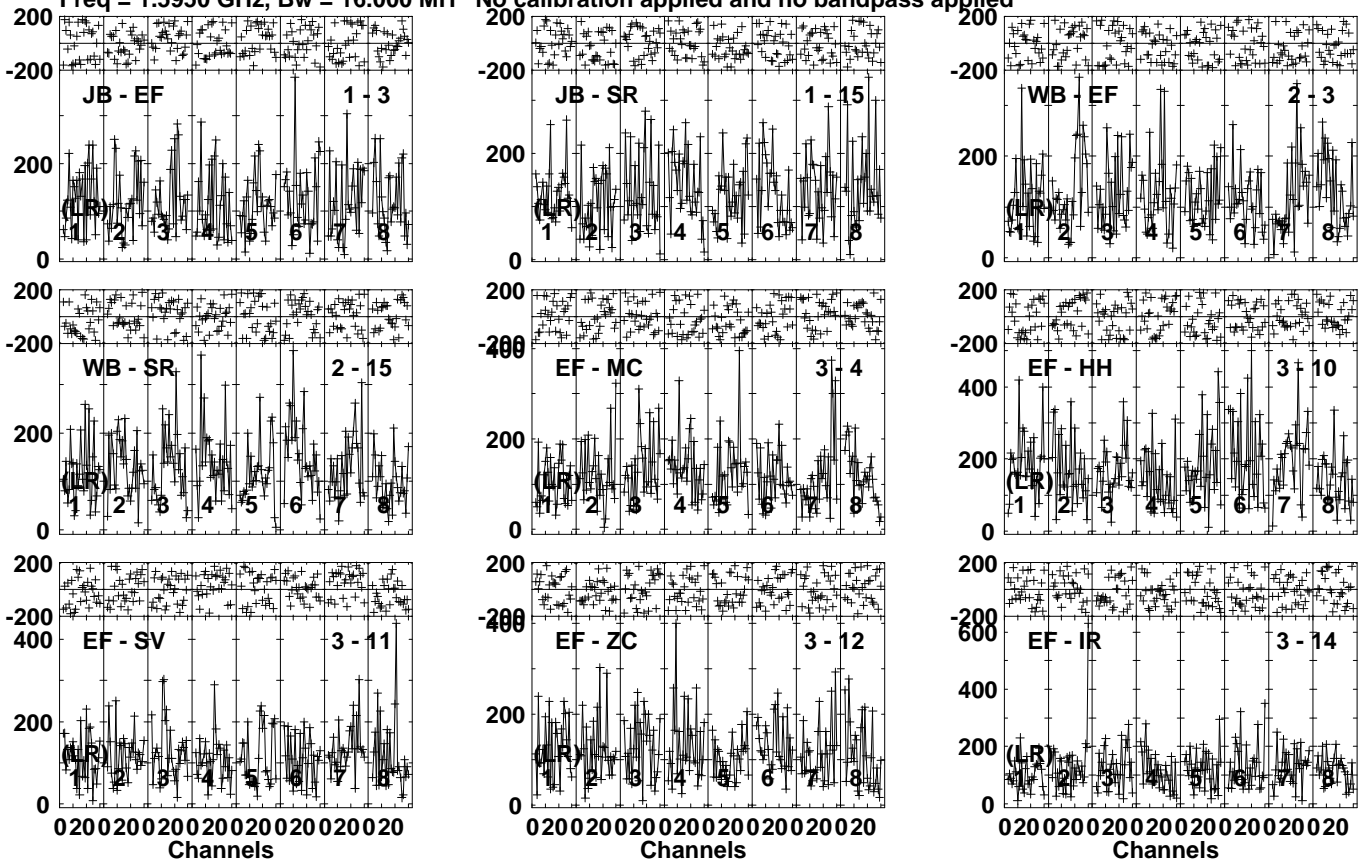 Freq = 1.5950 GHz, Bw = 16.000 MH No calibration applied and no bandpass applied
200 200 200
-200 -200 -200
JB - EF 1 - 3 JB - SR 1 - 15 WB - EF 2 - 3
200 200 200
(LR) (LR) (LR)
1 2 3 4 5 6 7 8 1 2 3 4 5 6 7 8 1 2 3 4 5 6 7 8
0 0 0
200 200 200
-200 -200 -200
400
WB - SR 2 - 15 EF - MC 3 - 4 EF - HH 3 - 10
400
200 200 200
(LR) (LR) (LR)
1 2 3 4 5 6 7 8 1 2 3 4 5 6 7 8 1 2 3 4 5 6 7 8
0 0 0
200 200 200
-200 -200 -200
400 400 600
EF - SV 3 - 11 EF - ZC 3 - 12 EF - IR 3 - 14
400
200 200 200
(LR) (LR) (LR)
1 2 3 4 5 6 7 8 1 2 3 4 5 6 7 8 1 2 3 4 5 6 7 8
0 0 0
0 20 0 20 0 20 0 20 0 20 0 20 0 20 0 20 0 20 0 20 0 20 0 20 0 20 0 20 0 20 0 20 0 20 0 20 0 20 0 20 0 20 0 20 0 20 0 20
Channels Channels Channels